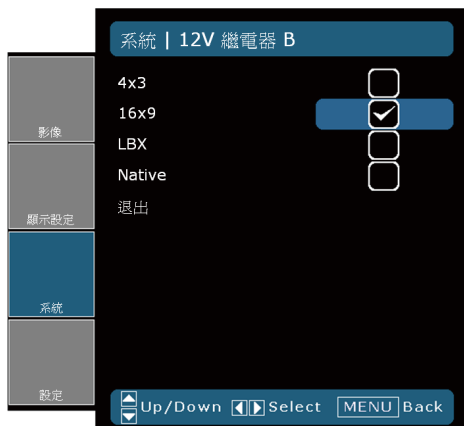 系統 | 12V 繼電器 B
4x3
16x9
LBX
Native
退出
影像
顯示設定
系統
設定
Up/Down Select MENU Back